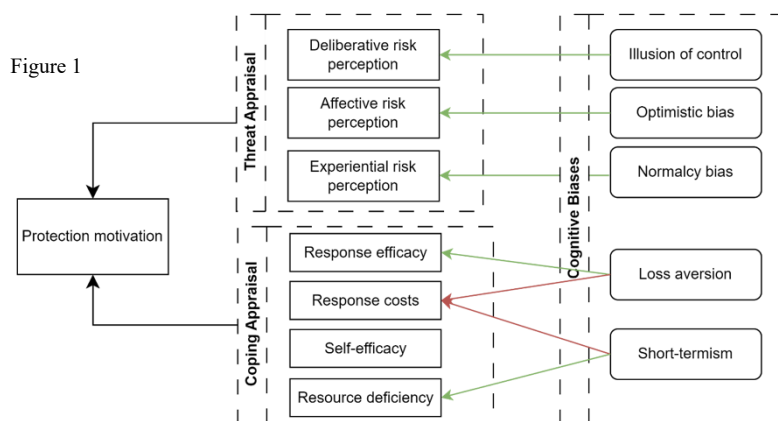 Figure 1
Threat Appraisal
Deliberative risk
perception
Affective risk
perception
Experiential risk
perception
Protection motivation
Coping Appraisal
Response efficacy
Response costs
Self-efficacy
Resource deficiency
Cognitive Biases
Illusion of control
Optimistic bias
Normalcy bias
Loss aversion
Short-termism